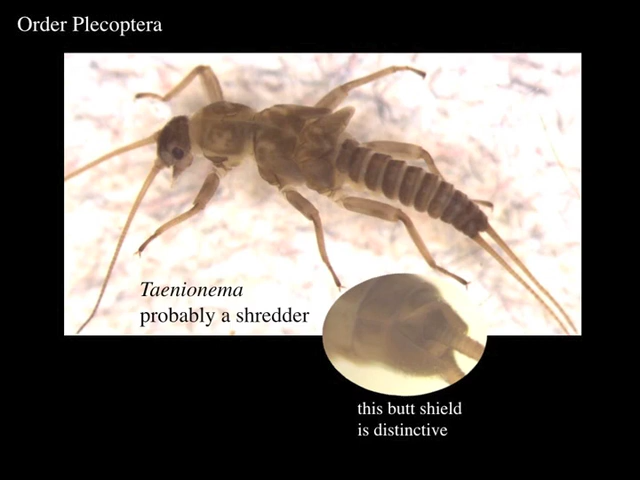 Order Plecoptera
Taenionema
probably a shredder
this butt shield
is distinctive